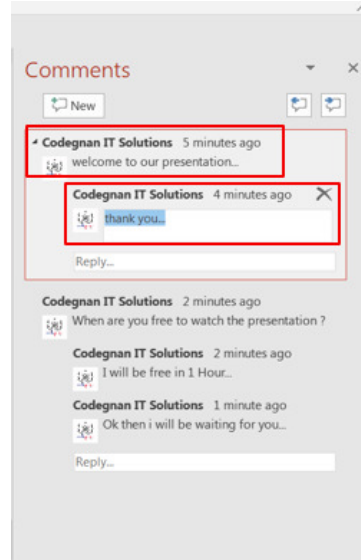 Comments
New
Codegnan IT Solutions 5 minutes ago
welcome to our presentation...
Codegnan IT Solutions 4 minutes ago
thank you...
Reply...
Codegnan IT Solutions 2 minutes ago
When are you free to watch the presentation ?
Codegnan IT Solutions 2 minutes ago
I will be free in 1 Hour...
Codegnan IT Solutions 1 minute ago
Ok then i will be waiting for you...
Reply...